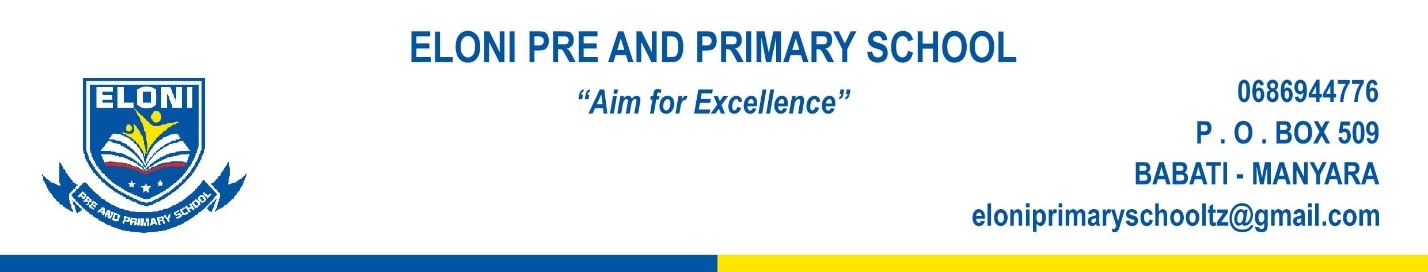 ELONI PRE AND PRIMARY SCHOOL
“Aim for Excellence”
ELONI
PRE AND PRIMARY SCHOOL
0686944776
P . O . BOX 509
BABATI - MANYARA
eloniprimaryschooltz@gmail.com